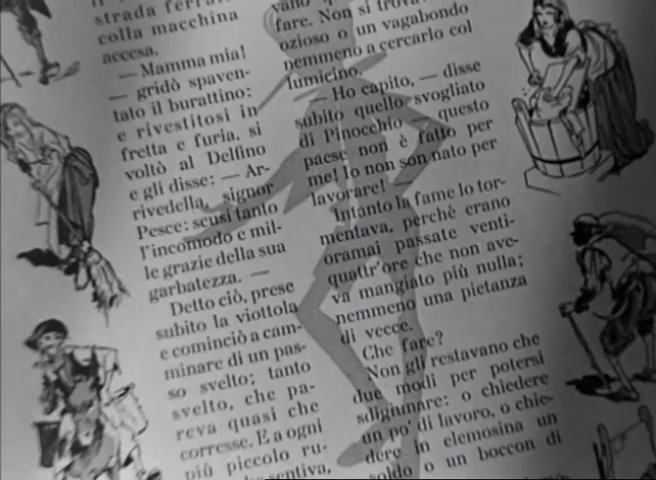 strada ferrata
colla macchina
accesa.
— Mamma mia!
— gridò spaven-
tato il burattino:
e rivestitosi in
fretta e furia, si
voltò al Delfino
e gli disse: — Ar-
rivedella, signor
Pesce: scusi tanto
l'incomodo e mil-
le grazie della sua
garbatezza. —
Detto ciò, prese
subito la viottola
e cominciò a cam-
minare di un pas-
so svelto; tanto
svelto, che pa-
reva quasi che
corresse. E a ogni
più piccolo ru-
sentiva,
fare. Non si trova
ozioso o un vagabondo
nemmeno a cercarlo col
lumicino.
— Ho capito, — disse
subito quello svogliato
di Pinocchio — questo
paese non è fatto per
me! Io non son nato per
lavorare! —
Intanto la fame lo tor-
mentava, perchè erano
oramai passate venti-
quattr'ore che non ave-
va mangiato più nulla;
nemmeno una pietanza
di vecce.
Che fare?
Non gli restavano che
due modi per potersi
sdigiunare: o chiedere
un po' di lavoro, o chie-
dere in elemosina un
soldo o un boccon di